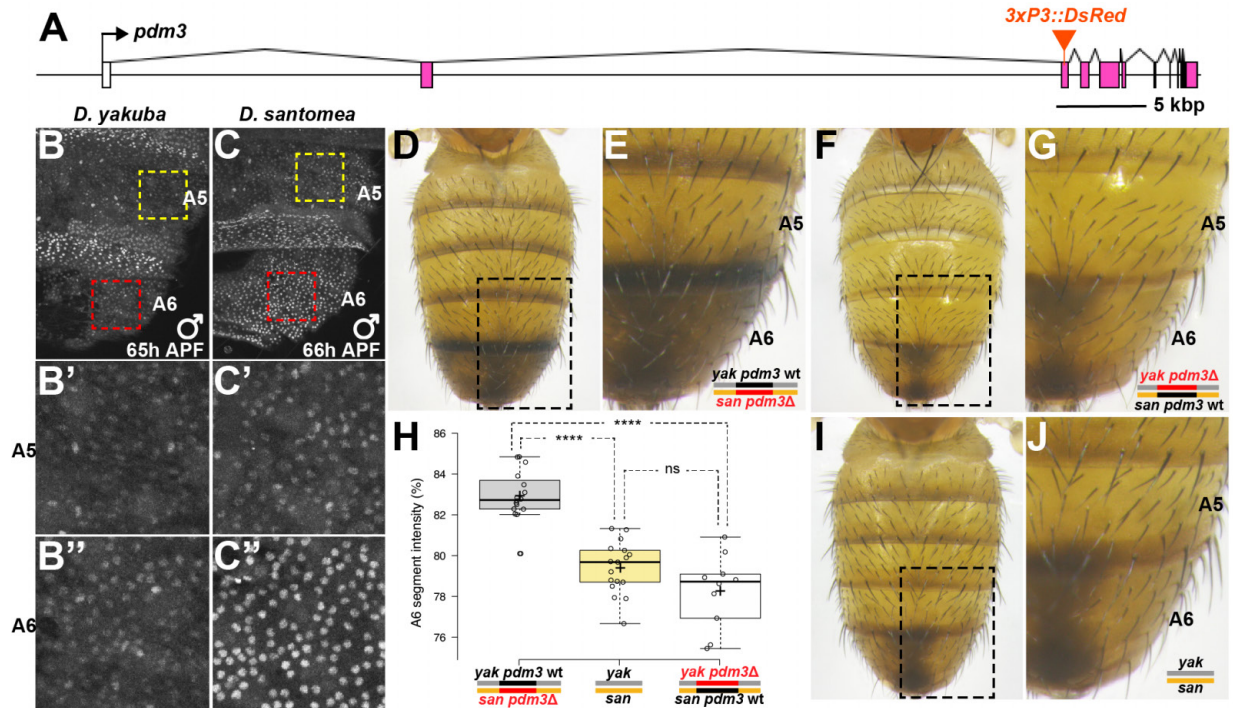 A
pdm3
3xP3::DsRed
5 kbp
D. yakuba
D. santomea
B
A5
A6
♂
65h APF
C
♂
66h APF
D
E
A5
A6
yak pdm3 wt
san pdm3Δ
F
G
A5
A6
yak pdm3Δ
san pdm3 wt
B'
C'
A5
B"
C"
A6
H
A6 segment intensity (%)
86
84
82
80
78
76
****
****
ns
yak pdm3 wt
san pdm3Δ
yak
san
yak pdm3Δ
san pdm3 wt
I
J
A5
A6
yak
san